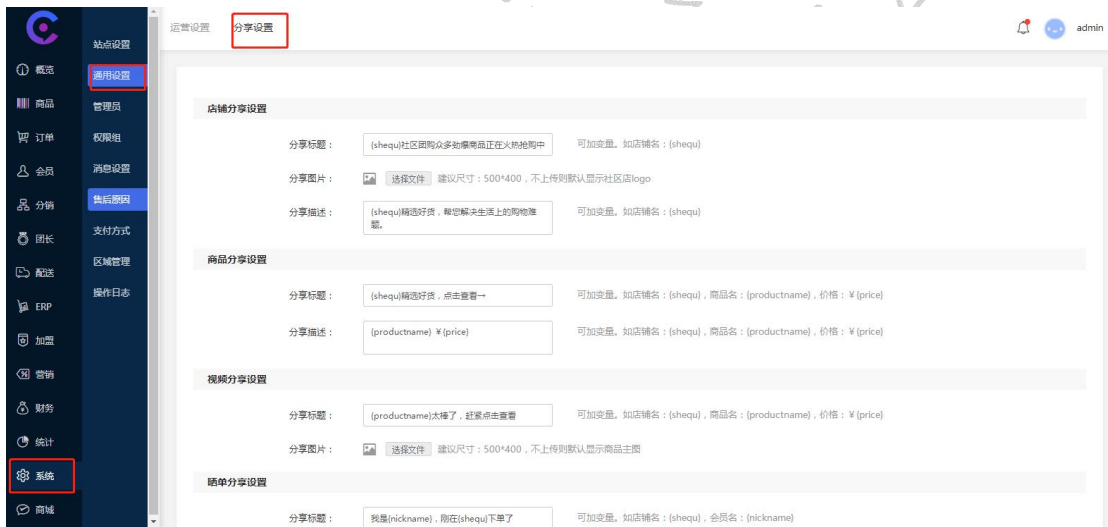 运营设置 分享设置 admin
站点设置
概览 通用设置
商品 管理员
订单 权限组
会员 消息设置
分销 售后原因
团长 支付方式
配送 区域管理
ERP 操作日志
加盟
营销
财务
统计
系统
商城
店铺分享设置
分享标题： {shequ}社区团购众多劲爆商品正在火热抢购中 可加变量。如店铺名：{shequ}
分享图片： 选择文件 建议尺寸：500*400，不上传则默认显示社区店logo
分享描述： {shequ}精选好货，帮您解决生活上的购物难 可加变量。如店铺名：{shequ}
题。
商品分享设置
分享标题： {shequ}精选好货，点击查看→ 可加变量。如店铺名：{shequ}，商品名：{productname}，价格：¥{price}
分享描述： {productname} ¥{price} 可加变量。如店铺名：{shequ}，商品名：{productname}，价格：¥{price}
视频分享设置
分享标题： {productname}太棒了，赶紧点击查看 可加变量。如店铺名：{shequ}，商品名：{productname}，价格：¥{price}
分享图片： 选择文件 建议尺寸：500*400，不上传则默认显示商品主图
晒单分享设置
分享标题： 我是{nickname}，刚在{shequ}下单了 可加变量。如店铺名：{shequ}，会员名：{nickname}